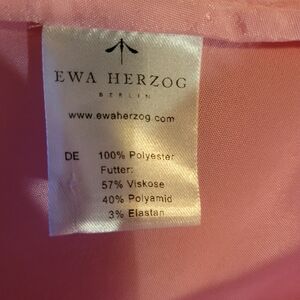 EWA HERZOG
BERLIN
www.ewaherzog.com
DE 100% Polyester
Futter:
57% Viskose
40% Polyamid
3% Elastan